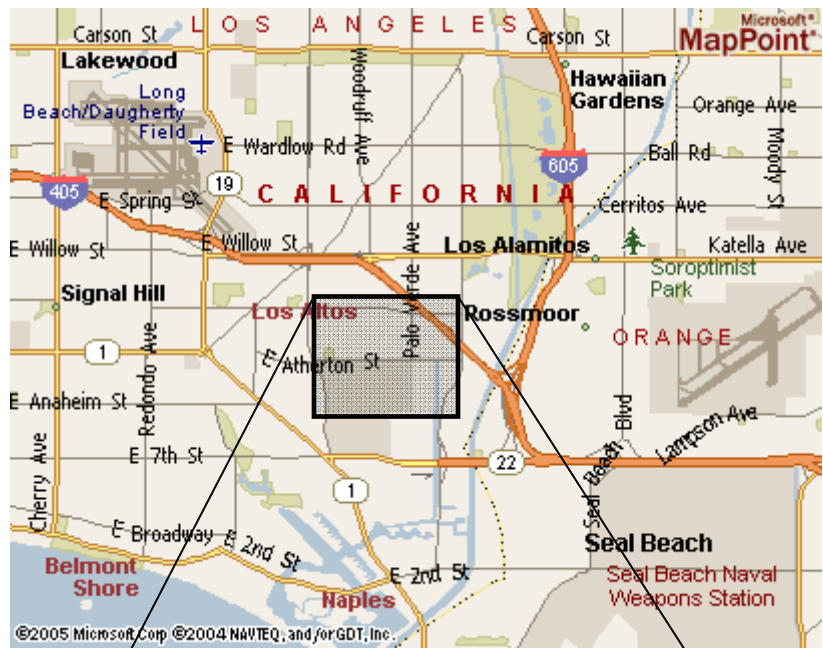 LOS ANGELES
Carson St
Carson St
Microsoft®
MapPoint®
Lakewood
Woodruff Ave
Hawaiian
Gardens
Long
Beach/Daugherty
Field
Orange Ave
E Wardlow Rd
Moody St
605
Ball Rd
405
19
CALIFORNIA
E Spring St
Cerritos Ave
E Willow St
E Willow St
Palo Verde Ave
Los Alamitos
Katella Ave
Soroptimist
Park
Signal Hill
Los Altos
Rossmoor
ORANGE
1
Redondo Ave
E Atherton St
E Anaheim St
Seal Beach Blvd
Lampson Ave
Cherry Ave
E 7th St
22
1
E Broadway
E 2nd St
Seal Beach
Belmont
Shore
E 2nd St
Seal Beach Naval
Weapons Station
Naples
©2005 Microsoft Corp ©2004 NAVTEQ, and/or GDT, Inc.